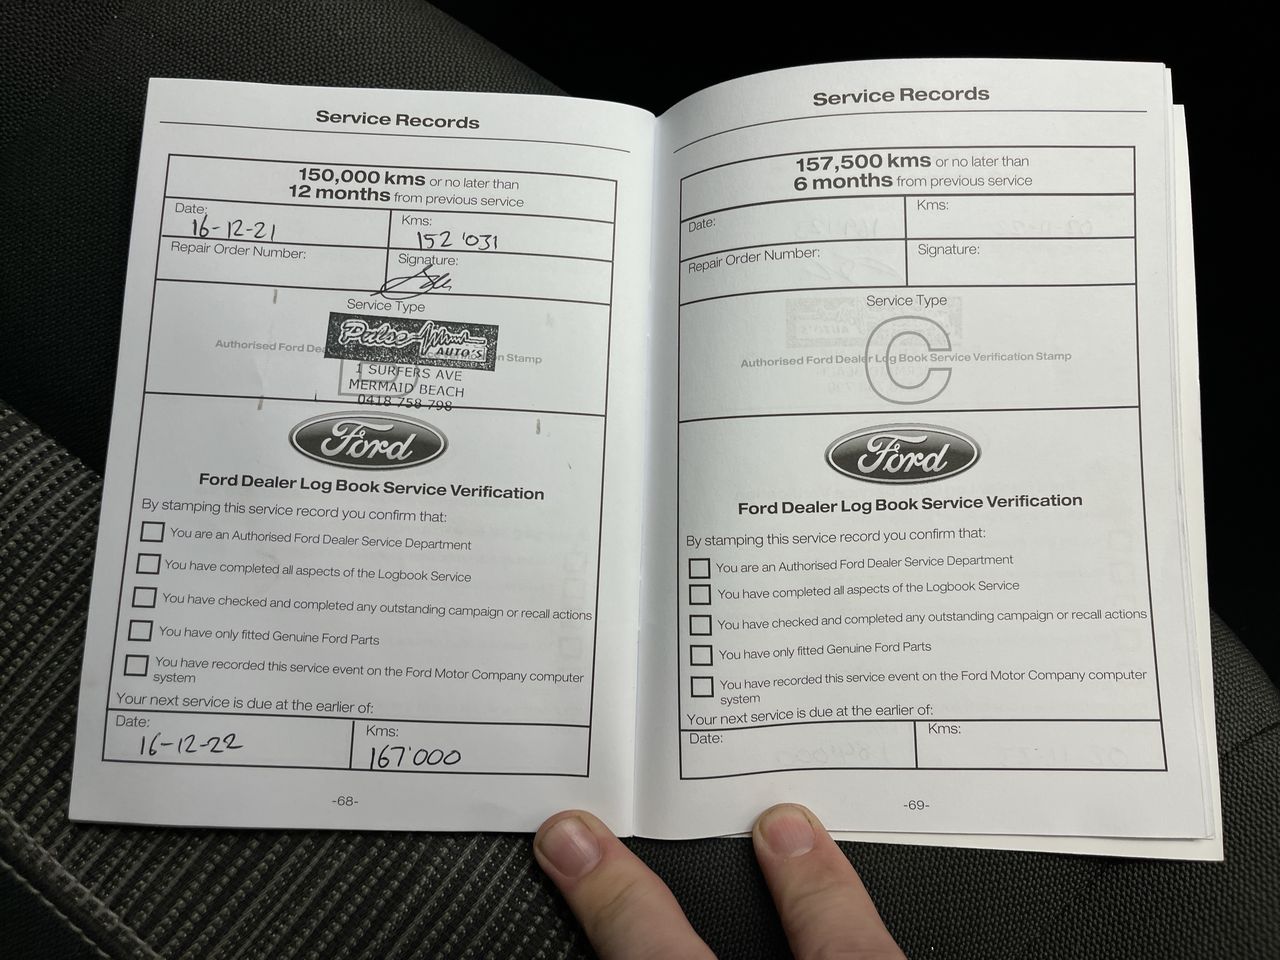 Service Records
150,000 kms or no later than
12 months from previous service
Date:
16-12-21
Kms:
152'031
Repair Order Number:
Signature:
Service Type
Authorised Ford Dea
Stamp
Pulse
AUTO'S
1 SURFERS AVE
MERMAID BEACH
0418 758 798
Ford
Ford Dealer Log Book Service Verification
By stamping this service record you confirm that:
You are an Authorised Ford Dealer Service Department
You have completed all aspects of the Logbook Service
You have checked and completed any outstanding campaign or recall actions
You have only fitted Genuine Ford Parts
You have recorded this service event on the Ford Motor Company computer
system
Your next service is due at the earlier of:
Date:
16-12-22
Kms:
167'000
-68-
Service Records
157,500 kms or no later than
6 months from previous service
Date:
Kms:
Repair Order Number:
Signature:
Service Type
C
Authorised Ford Dealer Log Book Service Verification Stamp
Ford
Ford Dealer Log Book Service Verification
By stamping this service record you confirm that:
You are an Authorised Ford Dealer Service Department
You have completed all aspects of the Logbook Service
You have checked and completed any outstanding campaign or recall actions
You have only fitted Genuine Ford Parts
You have recorded this service event on the Ford Motor Company computer
system
Your next service is due at the earlier of:
Date:
Kms:
-69-